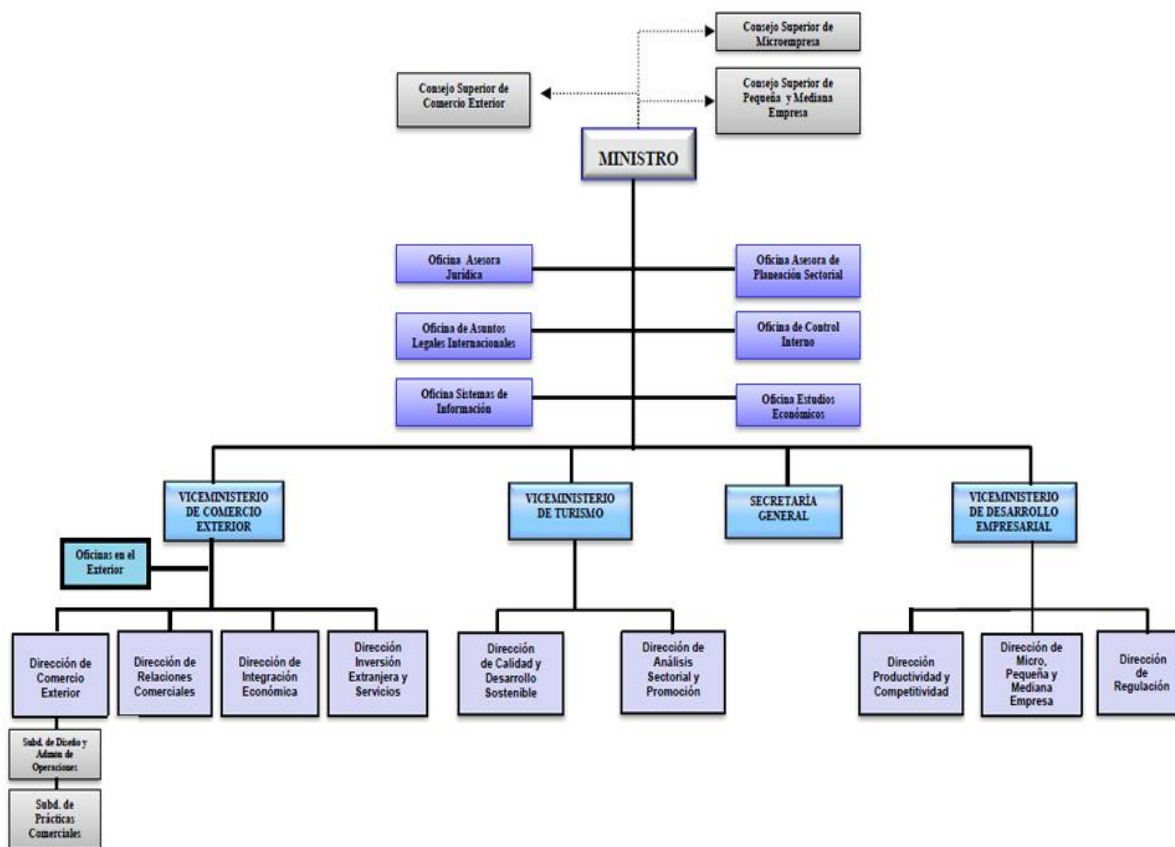 Consejo Superior de
Microempresa
Consejo Superior de
Comercio Exterior
Consejo Superior de
Pequeña y Mediana
Empresa
MINISTRO
Oficina Asesora
Jurídica
Oficina Asesora de
Planeación Sectorial
Oficina de Asuntos
Legales Internacionales
Oficina de Control
Interno
Oficina Sistemas de
Información
Oficina Estudios
Económicos
VICEMINISTERIO
DE COMERCIO
EXTERIOR
VICEMINISTERIO
DE TURISMO
SECRETARÌA
GENERAL
VICEMINISTERIO
DE DESARROLLO
EMPRESARIAL
Oficinas en el
Exterior
Dirección de
Comercio
Exterior
Dirección de
Relaciones
Comerciales
Dirección de
Integración
Económica
Dirección
Inversión
Extranjera y
Servicios
Dirección
de Calidad y
Desarrollo
Sostenible
Dirección de
Análisis
Sectorial y
Promoción
Dirección
Productividad y
Competitividad
Dirección de
Micro,
Pequeña y
Mediana
Empresa
Dirección
de
Regulación
Subd. de Diseño y
Admón de
Operaciones
Subd. de
Prácticas
Comerciales